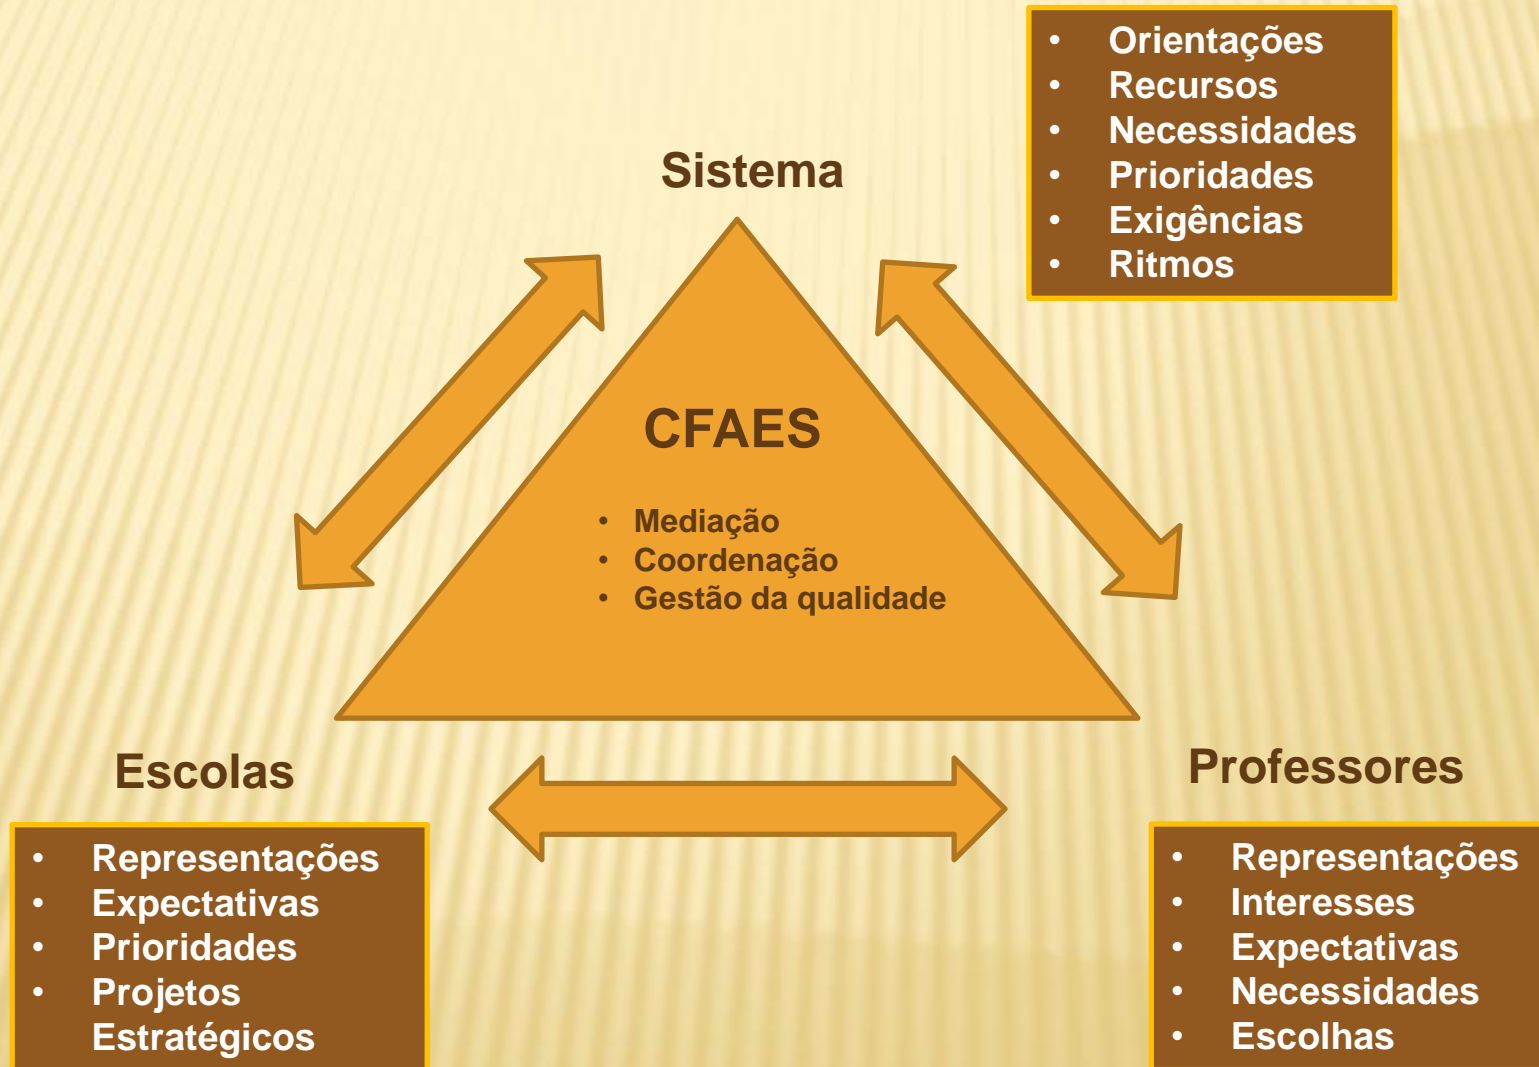 • Orientações
• Recursos
• Necessidades
• Prioridades
• Exigências
• Ritmos
Sistema
CFAES
• Mediação
• Coordenação
• Gestão da qualidade
Escolas
• Representações
• Expectativas
• Prioridades
• Projetos
Estratégicos
Professores
• Representações
• Interesses
• Expectativas
• Necessidades
• Escolhas